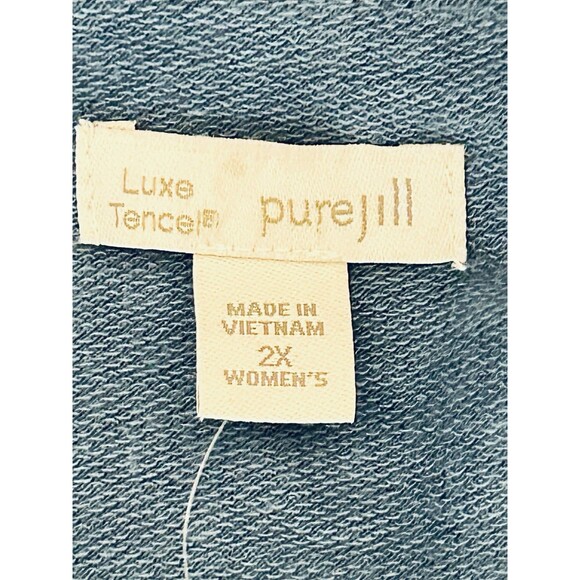 Luxe
Tencel® purejill
MADE IN
VIETNAM
2X
WOMEN'S